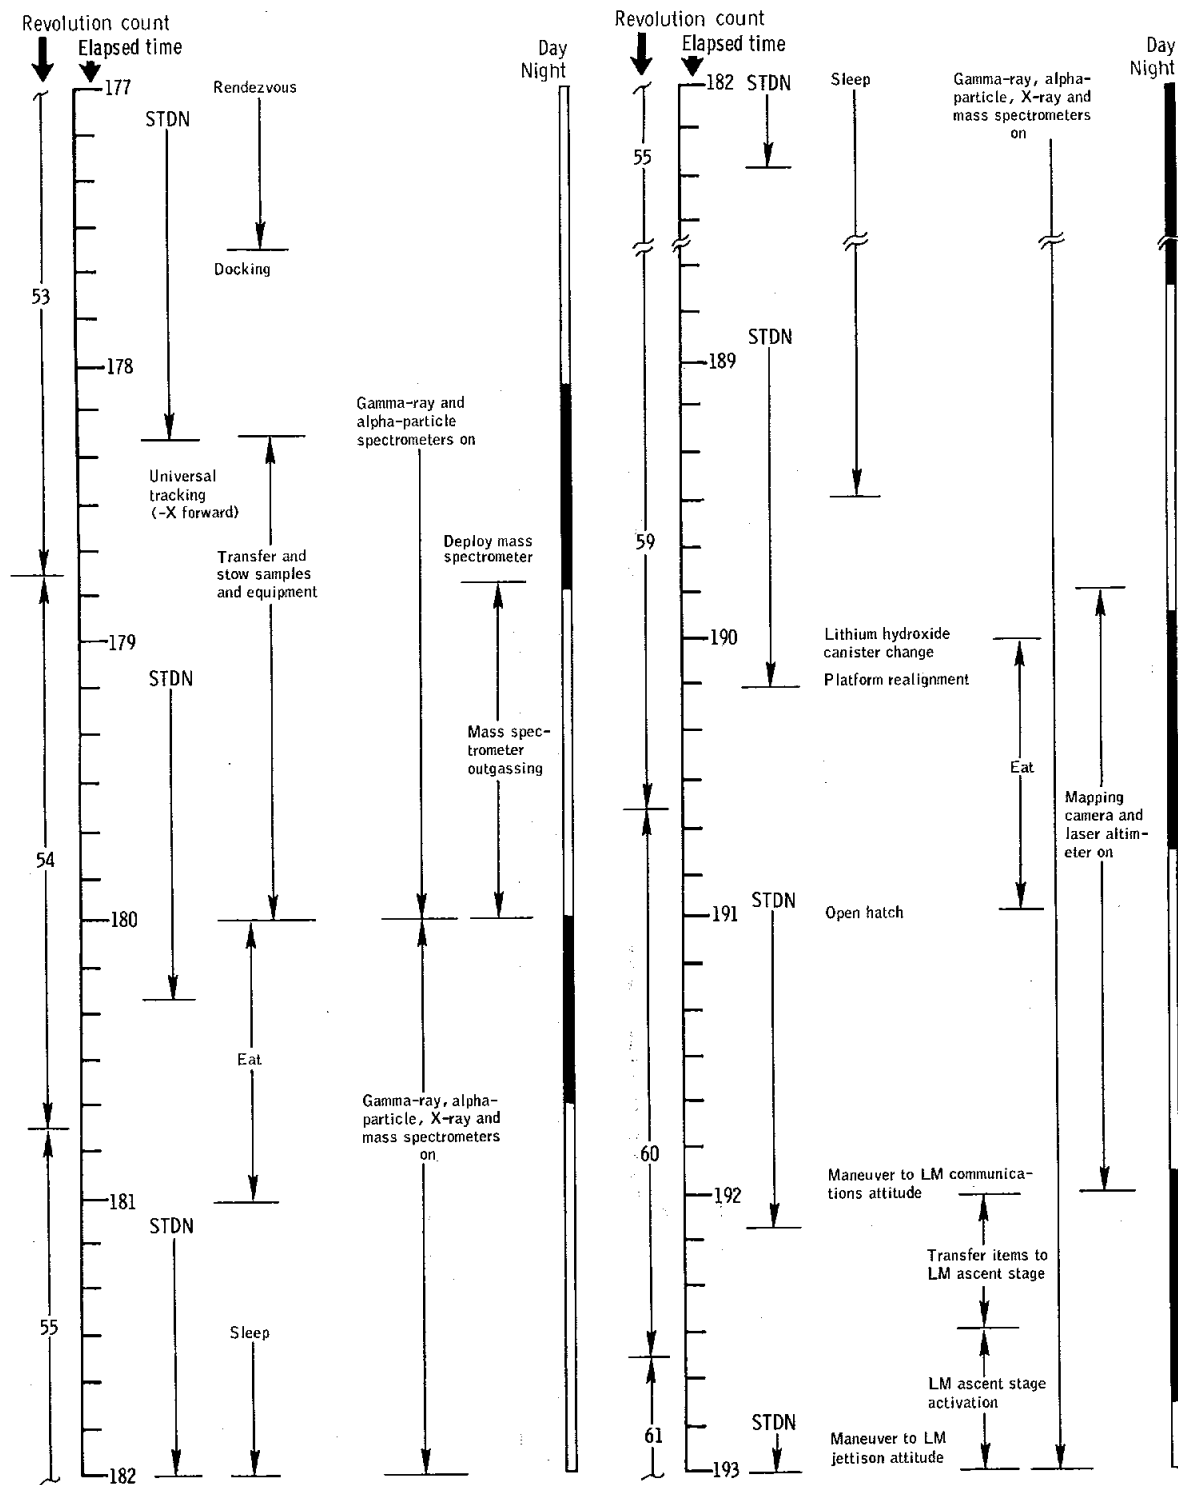 Revolution count
Elapsed time
Day
Night
177
Rendezvous
STDN
Docking
53
178
Gamma-ray and
alpha-particle
spectrometers on
Universal
tracking
(-X forward)
Deploy mass
spectrometer
Transfer and
stow samples
and equipment
179
STDN
Mass spec-
trometer
outgassing
54
180
Eat
Gamma-ray, alpha-
particle, X-ray and
mass spectrometers
on
181
STDN
55
Sleep
182
Revolution count
Elapsed time
Day
Night
182
STDN
Sleep
Gamma-ray, alpha-
particle, X-ray and
mass spectrometers
on
55
STDN
189
59
190
Lithium hydroxide
canister change
Platform realignment
Eat
Mapping
camera and
laser altim-
eter on
STDN
191
Open hatch
60
Maneuver to LM communica-
tions attitude
192
Transfer items to
LM ascent stage
LM ascent stage
activation
STDN
61
Maneuver to LM
jettison attitude
193